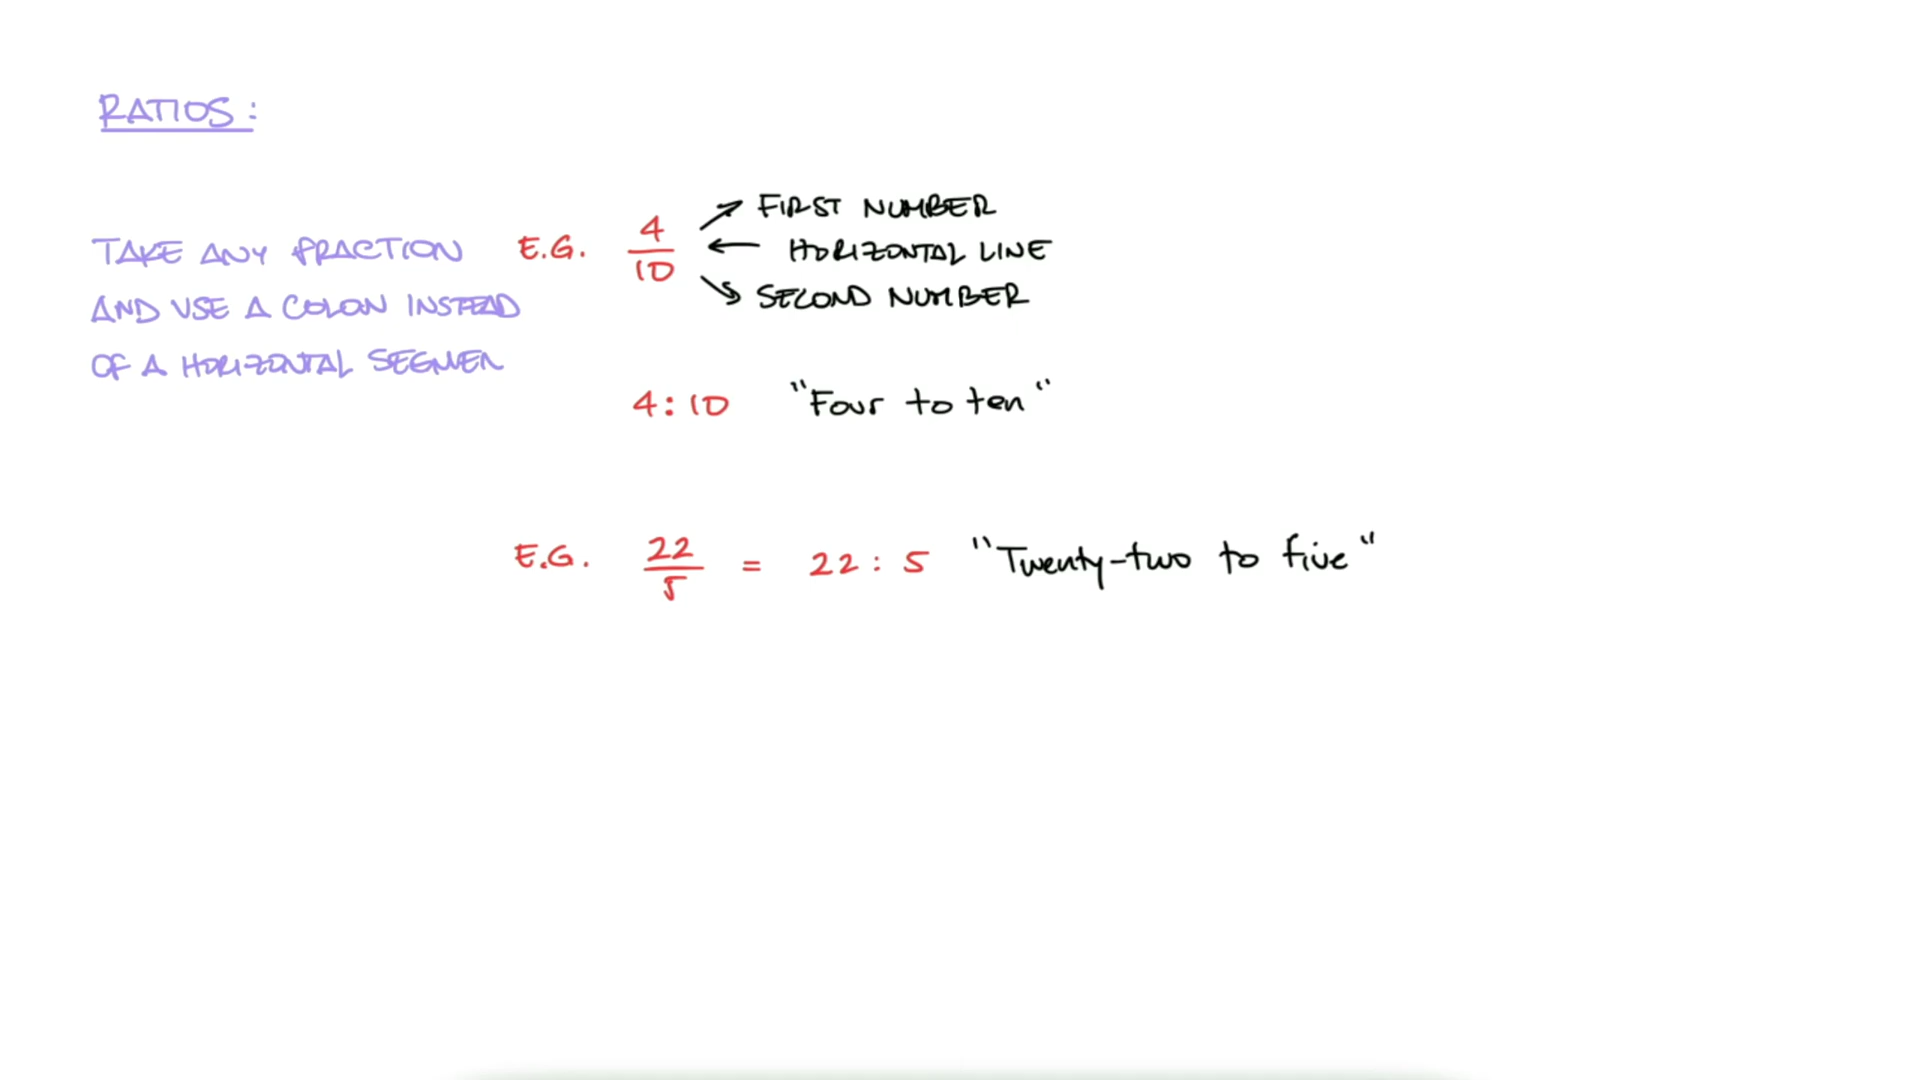 RATIOS:
TAKE ANY FRACTION
AND USE A COLON INSTEAD
OF A HORIZONTAL SEGMEN
E.G. 4/10
FIRST NUMBER
HORIZONTAL LINE
SECOND NUMBER
4:10 "Four to ten"
E.G. 22/5 = 22:5 "Twenty-two to five"